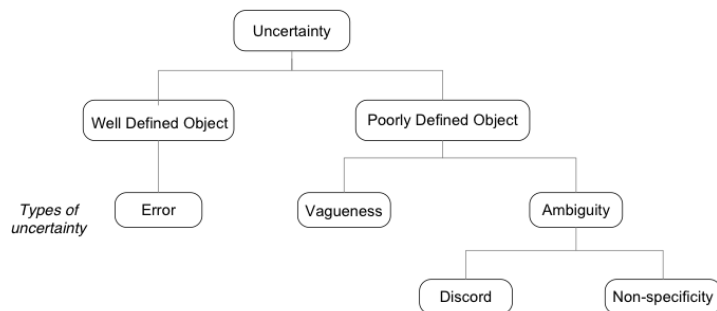 Uncertainty
Well Defined Object
Poorly Defined Object
Types of
uncertainty
Error
Vagueness
Ambiguity
Discord
Non-specificity